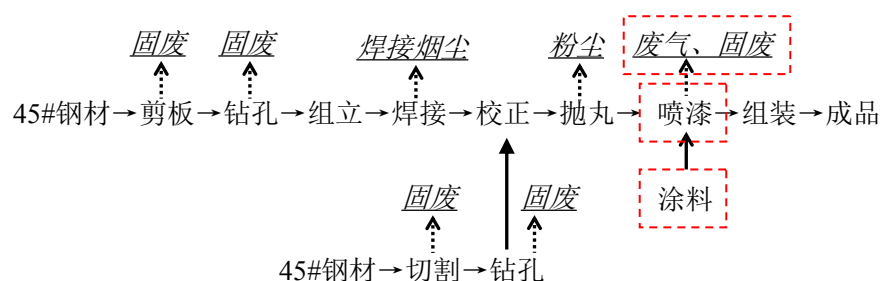 固废 固废 焊接烟尘 粉尘 废气、固废
45#钢材→剪板→钻孔→组立→焊接→校正→抛丸→喷漆→组装→成品
涂料
固废 固废
45#钢材→切割→钻孔